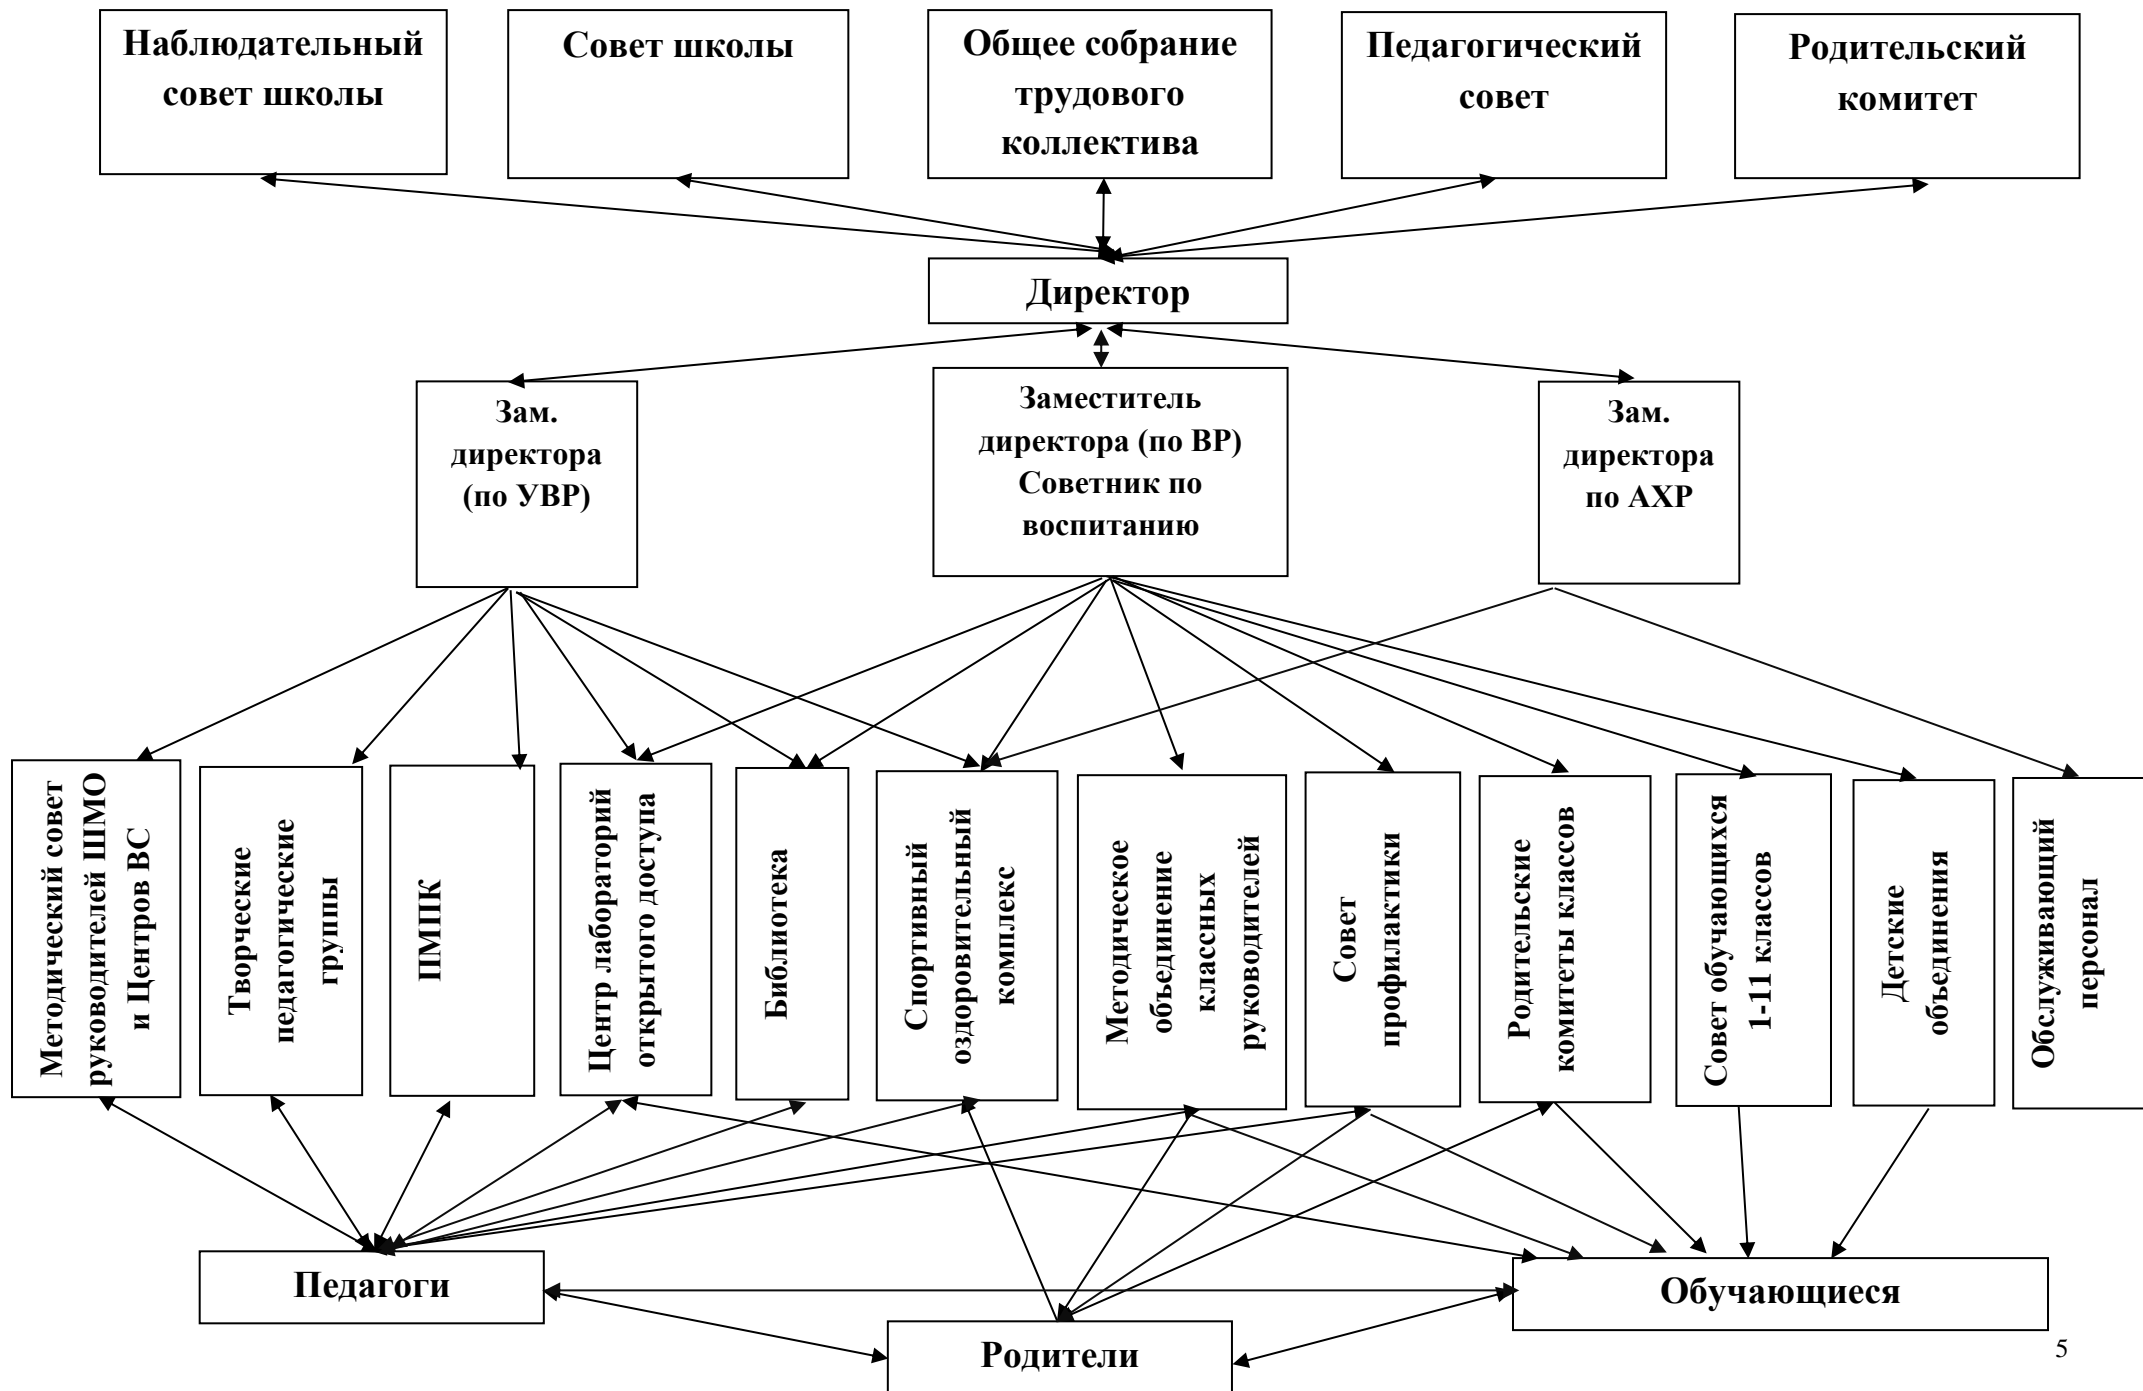 Наблюдательный
совет школы
Совет школы
Общее собрание
трудового
коллектива
Педагогический
совет
Родительский
комитет
Директор
Зам.
директора
(по УВР)
Заместитель
директора (по ВР)
Советник по
воспитанию
Зам.
директора
по АХР
Методический совет
руководителей ШМО
и Центров ВС
Творческие
педагогические
группы
ПМПК
Центр лабораторий
открытого доступа
Библиотека
Спортивный
оздоровительный
комплекс
Методическое
объединение
классных
руководителей
Совет
профилактики
Родительские
комитеты классов
Совет обучающихся
1-11 классов
Детские
объединения
Обслуживающий
персонал
Педагоги
Обучающиеся
Родители
5